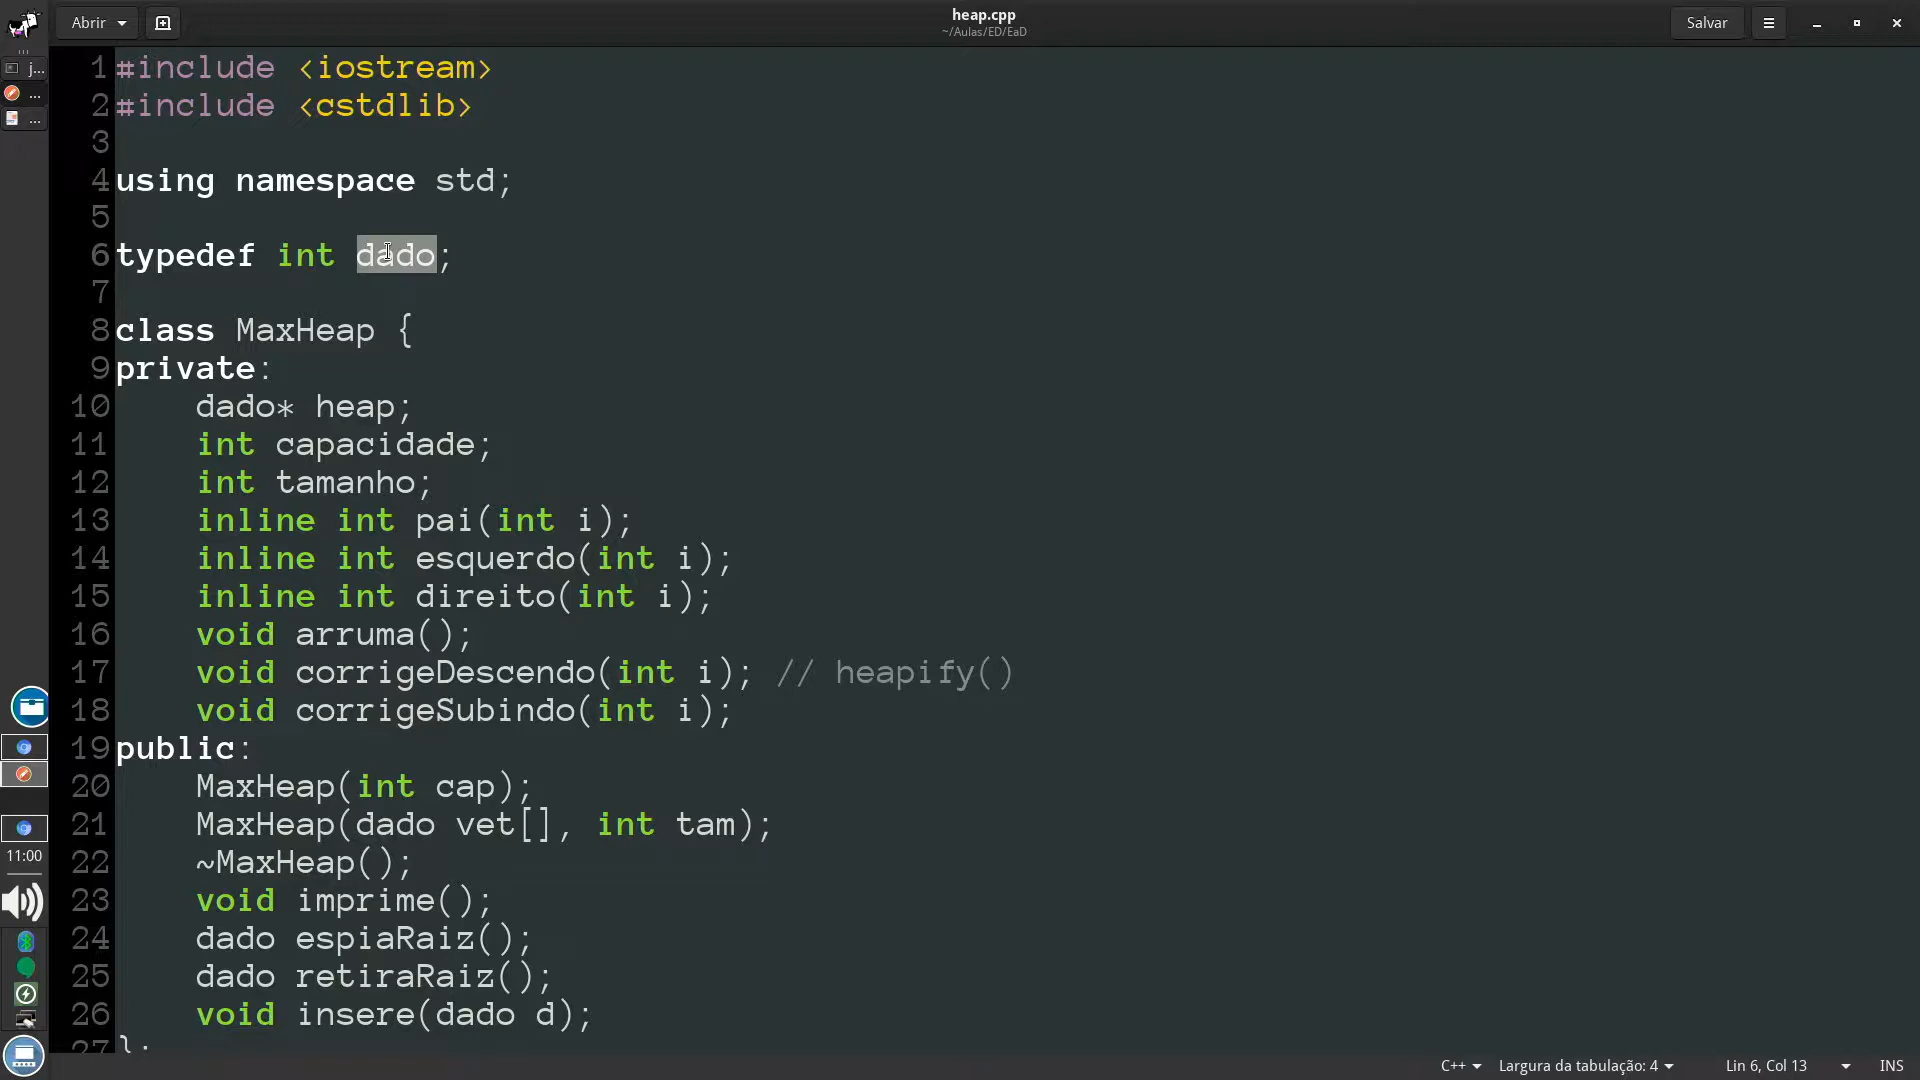 Abrir
heap.cpp
~/Aulas/ED/EaD
Salvar
j...
...
...
1 #include <iostream>
2 #include <cstdlib>
3
4 using namespace std;
5
6 typedef int dado;
7
8 class MaxHeap {
9 private:
10     dado* heap;
11     int capacidade;
12     int tamanho;
13     inline int pai(int i);
14     inline int esquerdo(int i);
15     inline int direito(int i);
16     void arruma();
17     void corrigeDescendo(int i); // heapify()
18     void corrigeSubindo(int i);
19 public:
20     MaxHeap(int cap);
21     MaxHeap(dado vet[], int tam);
22     ~MaxHeap();
23     void imprime();
24     dado espiaRaiz();
25     dado retiraRaiz();
26     void insere(dado d);
27 };
11:00
C++
Largura da tabulação: 4
Lin 6, Col 13
INS